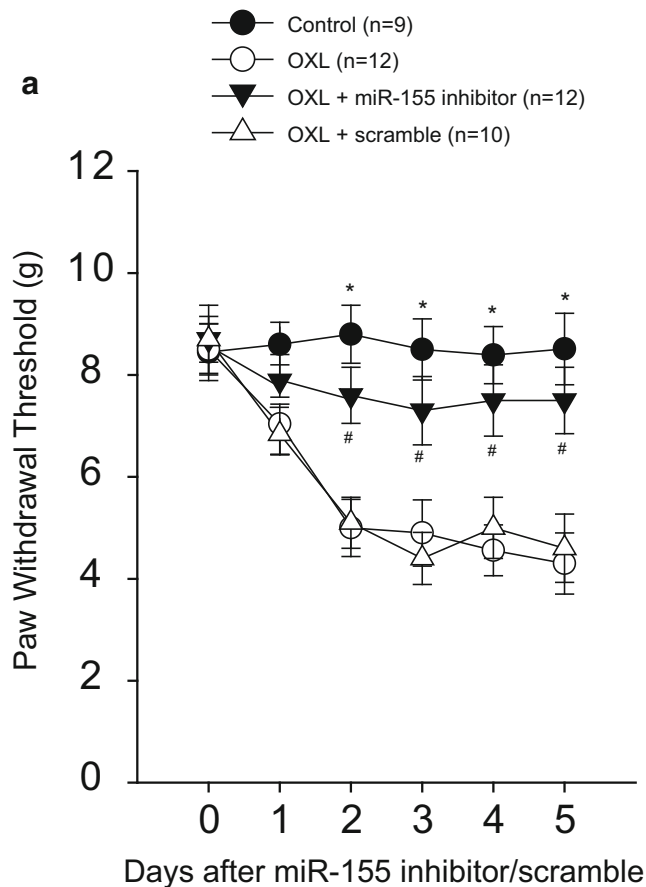 Control (n=9)
a
OXL (n=12)
OXL + miR-155 inhibitor (n=12)
OXL + scramble (n=10)
12
10
8
6
4
2
0
Paw Withdrawal Threshold (g)
* * * *
# # # #
0 1 2 3 4 5
Days after miR-155 inhibitor/scramble